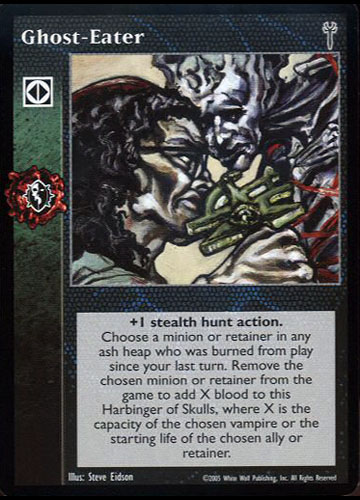 Ghost-Eater
+1 stealth hunt action.
Choose a minion or retainer in any
ash heap who was burned from play
since your last turn. Remove the
chosen minion or retainer from the
game to add X blood to this
Harbinger of Skulls, where X is the
capacity of the chosen vampire or the
starting life of the chosen ally or
retainer.
Illus: Steve Eidson ©2005 White Wolf Publishing, Inc. All Rights Reserved